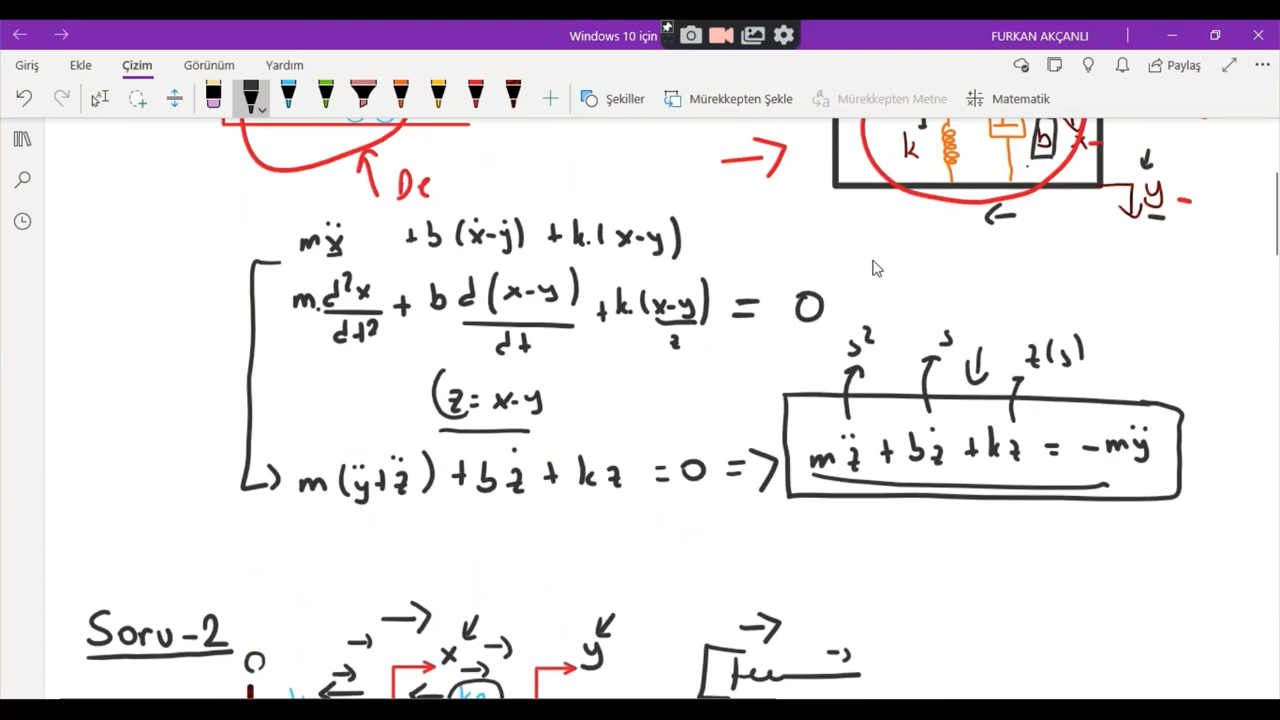 Windows 10 için
FURKAN AKÇANLI
Giriş Ekle Çizim Görünüm Yardım
Paylaş
Şekiller Mürekkepten Şekle Mürekkepten Metne Matematik
k b x
y
De
mẍ + b (ẋ-ẏ) + k.(x-y)
m.d²x/dt² + b d(x-y)/dt + k.(x-y) = 0
z
(z = x-y
s² s z(s)
m(ÿ+z̈) + bż + kz = 0 => mz̈ + bż + kz = -mÿ
Soru-2
x y